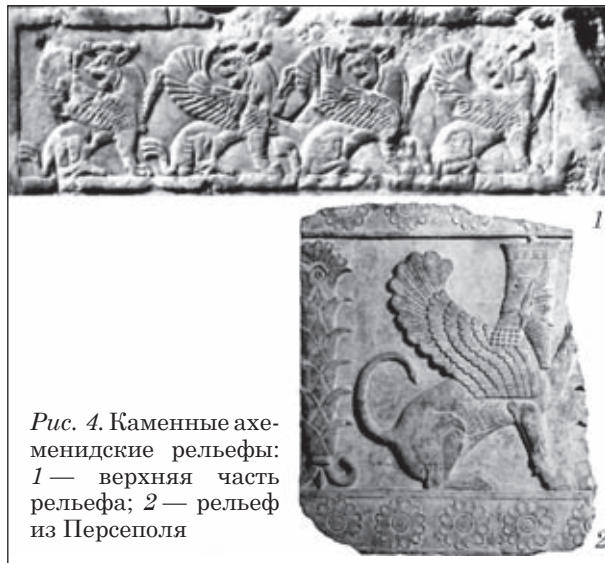 1
Рис. 4. Каменные ахе-
менидские рельефы:
1 — верхняя часть
рельефа; 2 — рельеф
из Персеполя
2